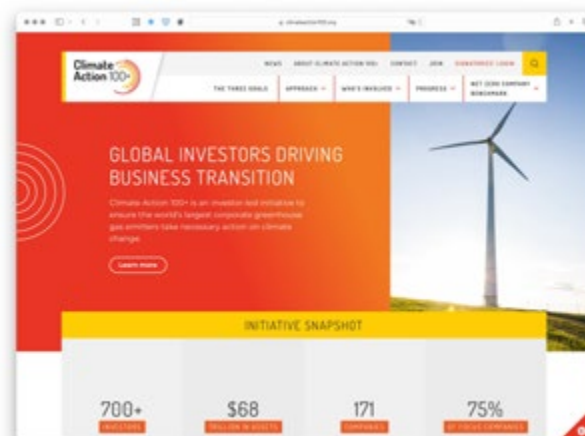 climateaction100.org
Climate
Action 100+
NEWS ABOUT CLIMATE ACTION 100+ CONTACT JOIN SIGNATORIES LOGIN
THE THREE GOALS APPROACH WHO'S INVOLVED PROGRESS NET ZERO COMPANY
BENCHMARK
GLOBAL INVESTORS DRIVING
BUSINESS TRANSITION
Climate Action 100+ is an investor-led initiative to
ensure the world's largest corporate greenhouse
gas emitters take necessary action on climate
change.
Learn more
INITIATIVE SNAPSHOT
700+ $68 171 75%
INVESTORS TRILLION IN ASSETS COMPANIES OF FOCUS COMPANIES